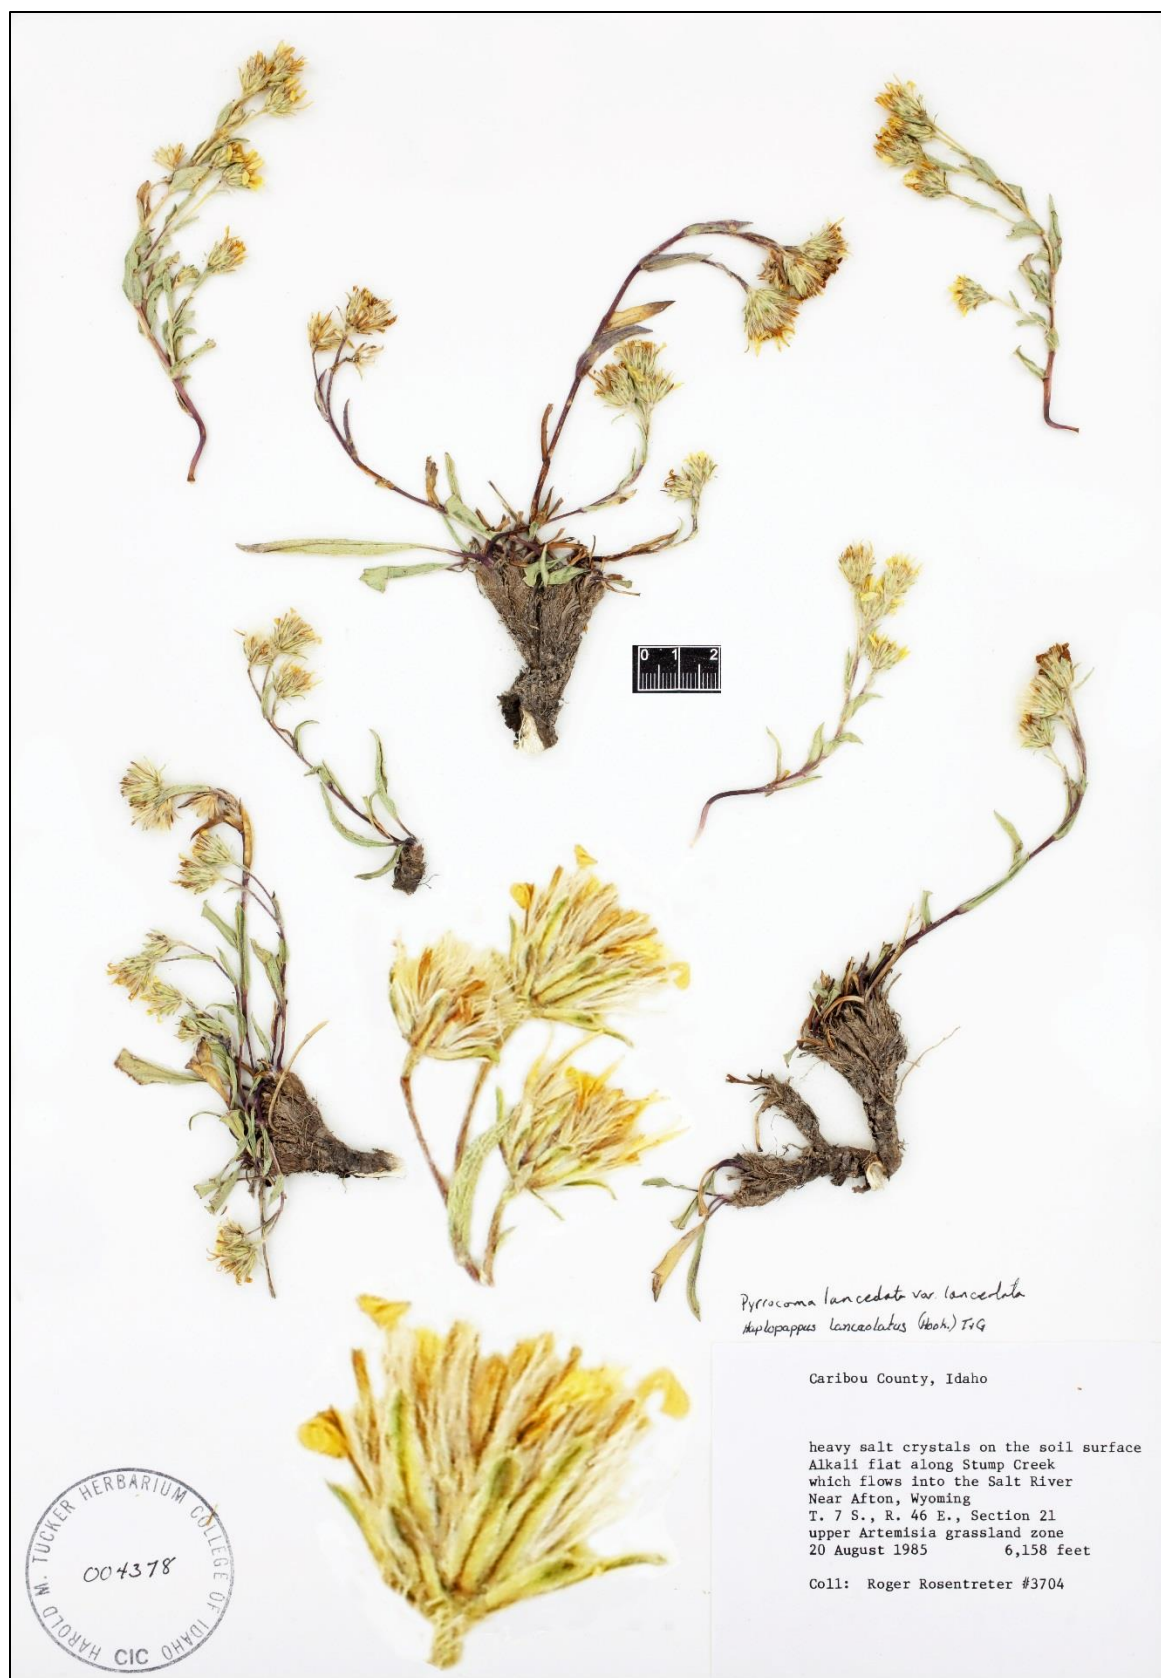 0 1 2
Pyrrocoma lanceolata var. lanceolata
Haplopappus lanceolatus (Hook.) T&G
Caribou County, Idaho
heavy salt crystals on the soil surface
Alkali flat along Stump Creek
which flows into the Salt River
Near Afton, Wyoming
T. 7 S., R. 46 E., Section 21
upper Artemisia grassland zone
20 August 1985 6,158 feet
Coll: Roger Rosentreter #3704
HAROLD M. TUCKER HERBARIUM COLLEGE OF IDAHO
004378
CIC